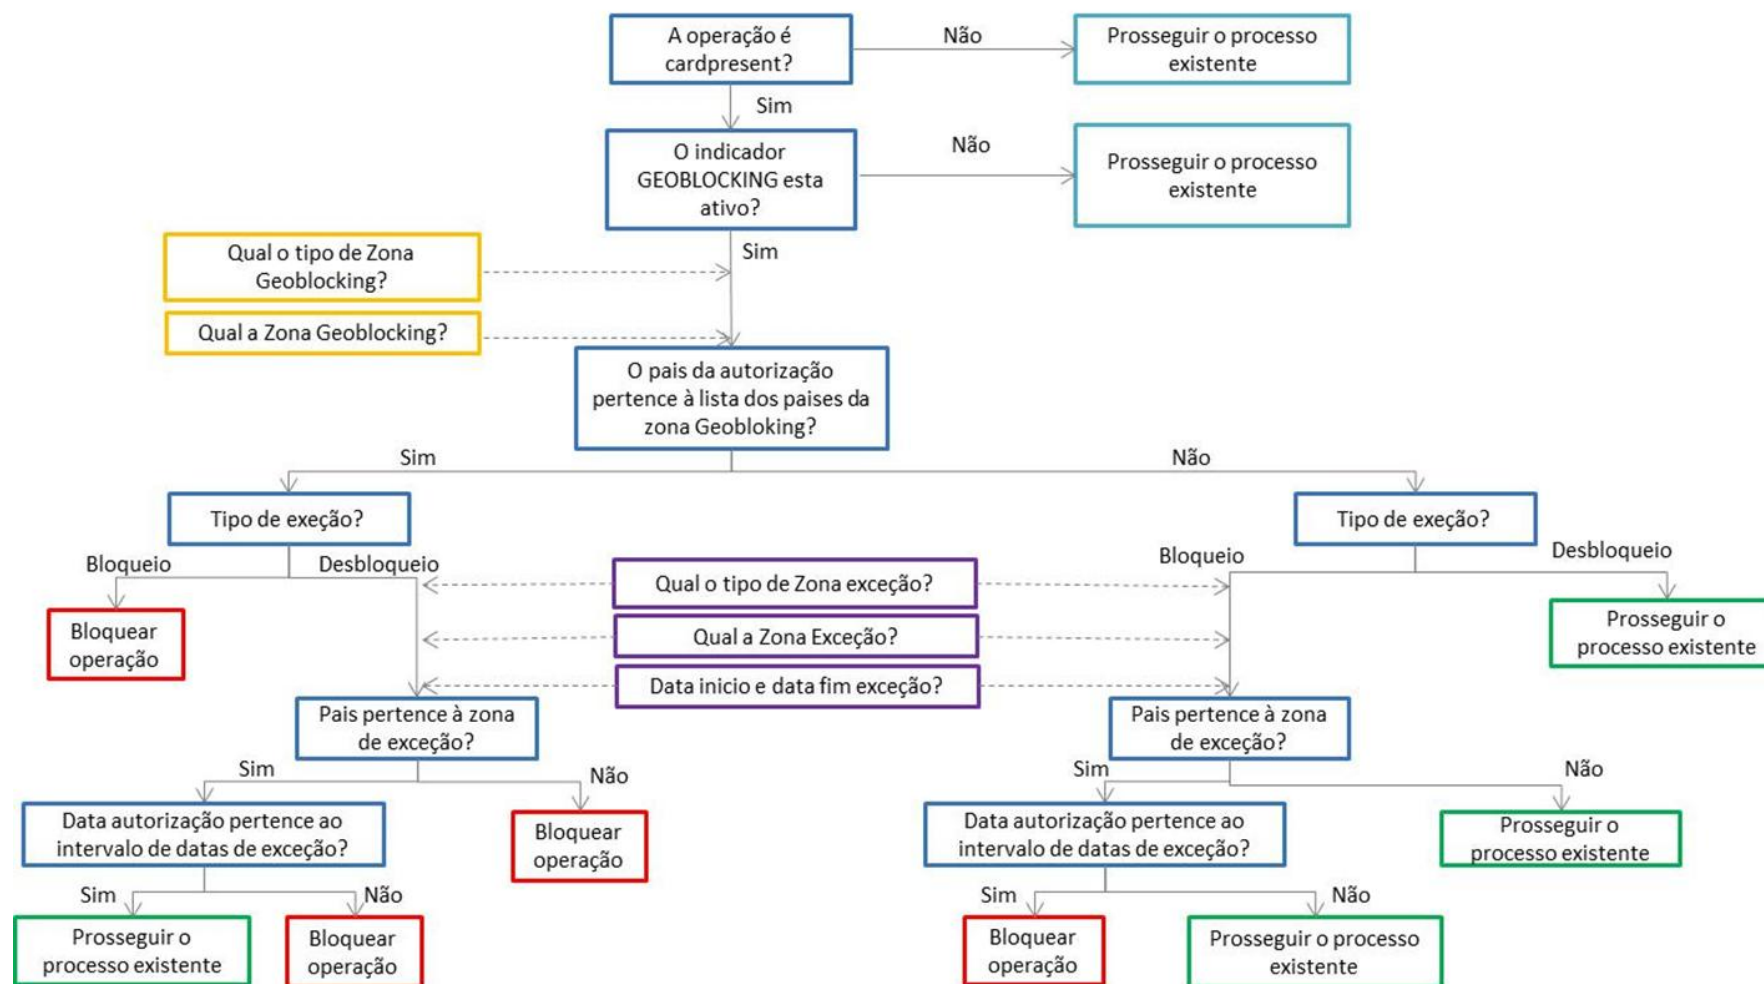 A operação é
cardpresent?
Não
Prosseguir o processo
existente
Sim
O indicador
GEOBLOCKING esta
ativo?
Não
Prosseguir o processo
existente
Sim
Qual o tipo de Zona
Geoblocking?
Qual a Zona Geoblocking?
O pais da autorização
pertence à lista dos paises da
zona Geobloking?
Sim
Não
Tipo de exeção?
Tipo de exeção?
Bloqueio
Desbloqueio
Bloqueio
Desbloqueio
Qual o tipo de Zona exceção?
Qual a Zona Exceção?
Data inicio e data fim exceção?
Bloquear
operação
Prosseguir o
processo existente
Pais pertence à zona
de exceção?
Pais pertence à zona
de exceção?
Sim
Não
Sim
Não
Data autorização pertence ao
intervalo de datas de exceção?
Bloquear
operação
Data autorização pertence ao
intervalo de datas de exceção?
Prosseguir o
processo existente
Sim
Não
Sim
Não
Prosseguir o
processo existente
Bloquear
operação
Bloquear
operação
Prosseguir o processo
existente